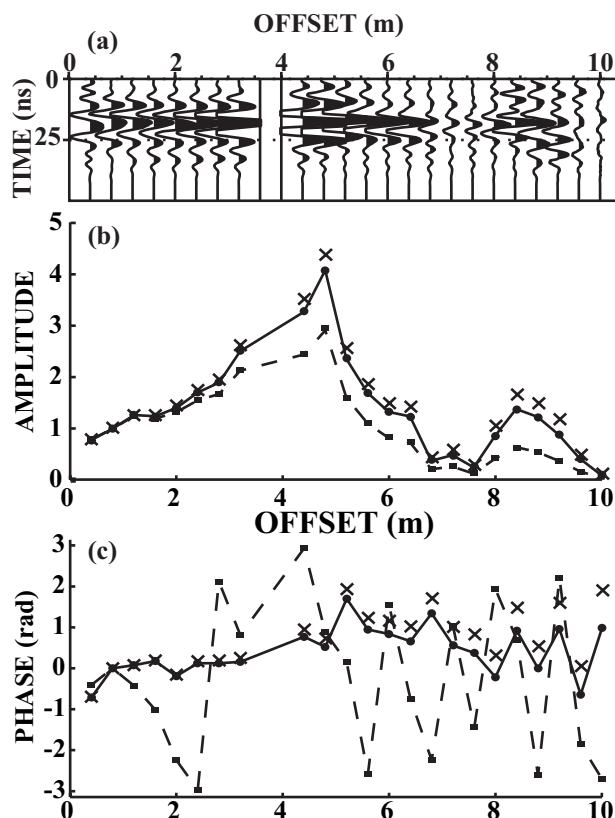 OFFSET (m)
(a)
0 2 4 6 8 10
0
25
TIME (ns)
(b)
5
4
3
2
1
0
AMPLITUDE
0 2 4 6 8 10
OFFSET (m)
(c)
3
2
1
0
-1
-2
-3
PHASE (rad)
0 2 4 6 8 10